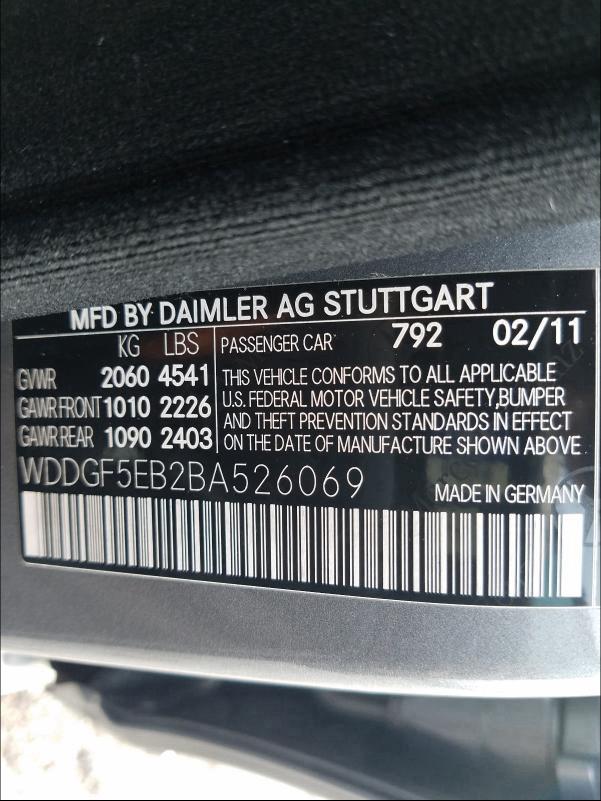 MFD BY DAIMLER AG STUTTGART
KG LBS
PASSENGER CAR 792 02/11
GVWR 2060 4541
GAWR FRONT 1010 2226
GAWR REAR 1090 2403
THIS VEHICLE CONFORMS TO ALL APPLICABLE
U.S. FEDERAL MOTOR VEHICLE SAFETY,BUMPER
AND THEFT PREVENTION STANDARDS IN EFFECT
ON THE DATE OF MANUFACTURE SHOWN ABOVE.
WDDGF5EB2BA526069
MADE IN GERMANY